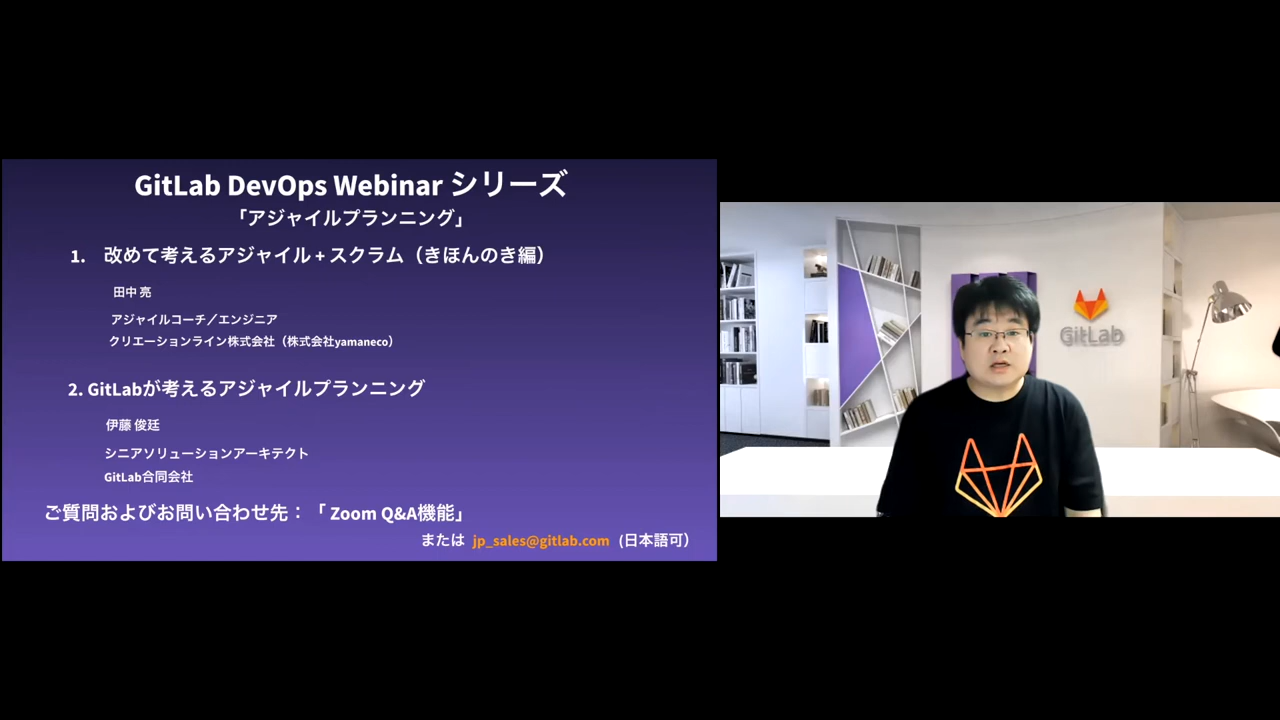 GitLab DevOps Webinar シリーズ
「アジャイルプランニング」
1. 改めて考えるアジャイル + スクラム（きほんのき編）
田中 亮
アジャイルコーチ／エンジニア
クリエーションライン株式会社（株式会社yamaneco）
2. GitLabが考えるアジャイルプランニング
伊藤 俊廷
シニアソリューションアーキテクト
GitLab合同会社
ご質問およびお問い合わせ先：「 Zoom Q&A機能」
または jp_sales@gitlab.com (日本語可）
GitLab